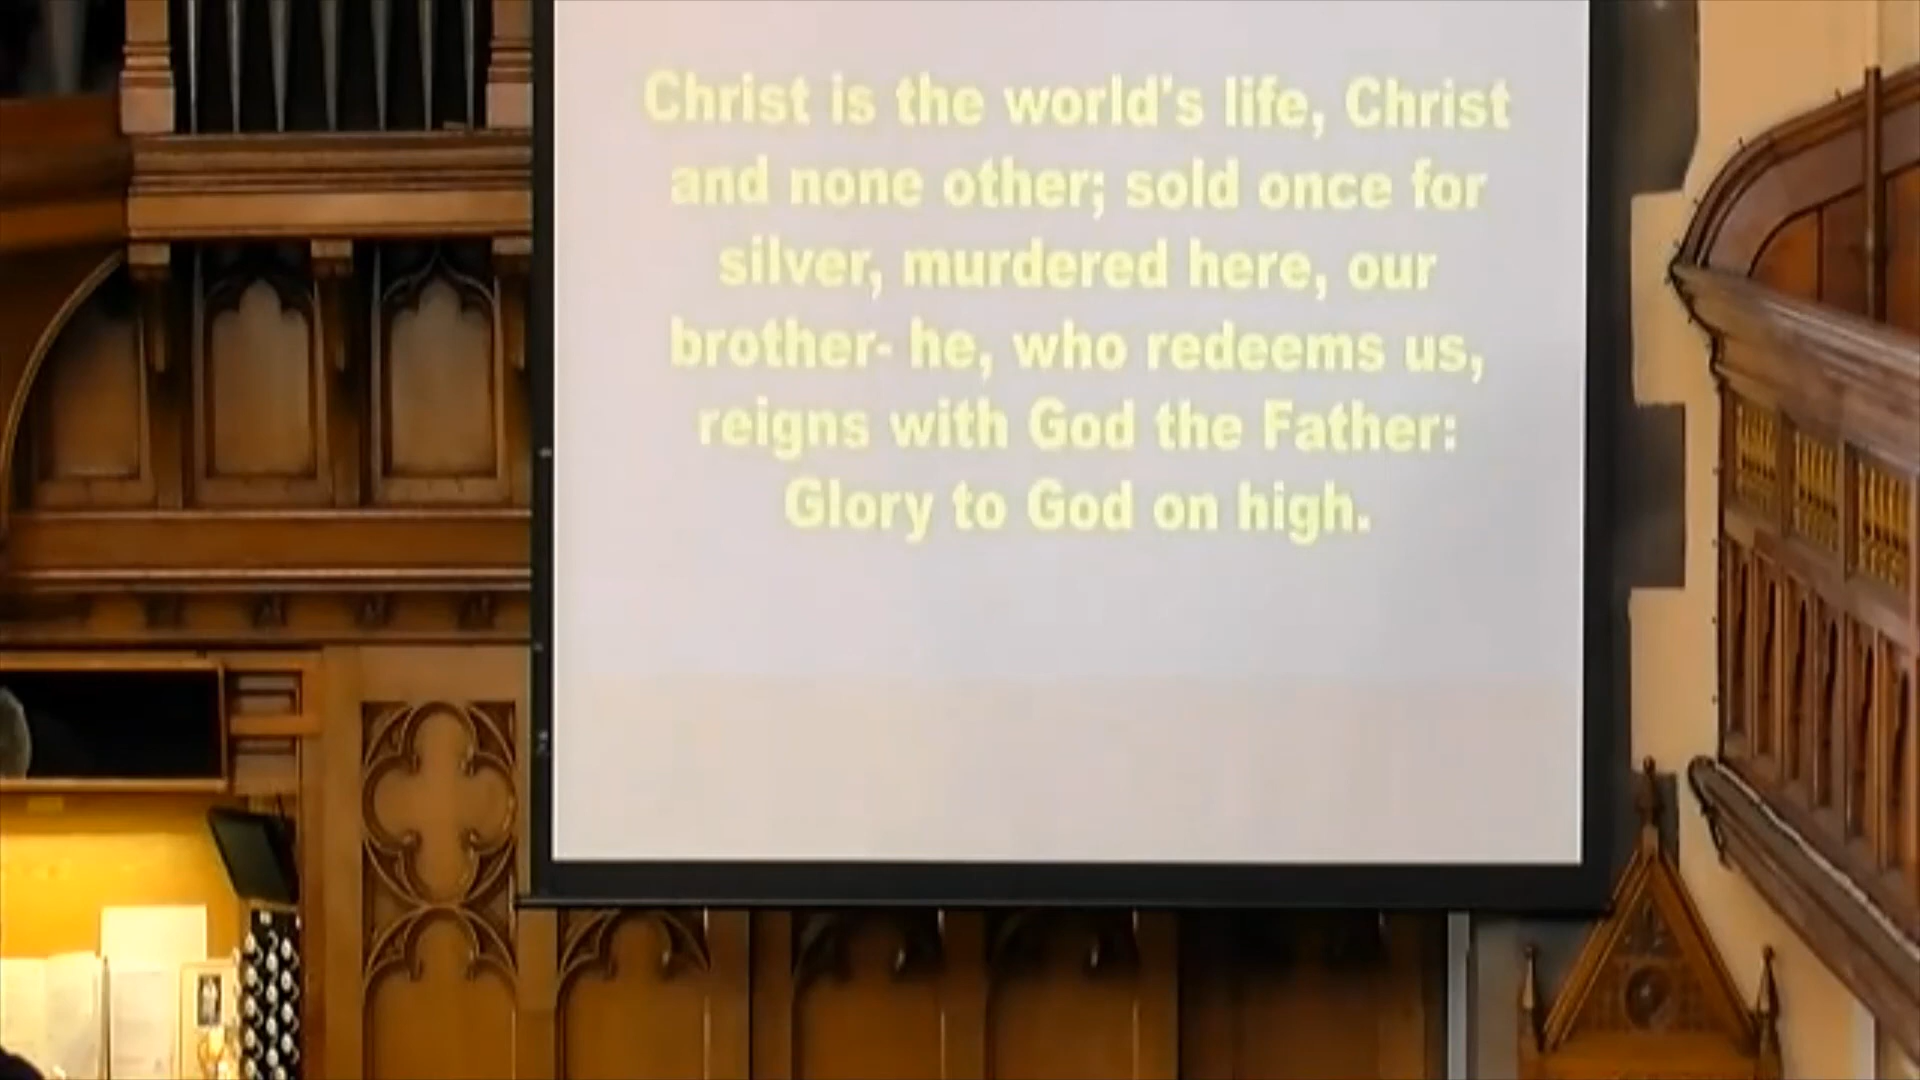 Christ is the world's life, Christ
and none other; sold once for
silver, murdered here, our
brother- he, who redeems us,
reigns with God the Father:
Glory to God on high.